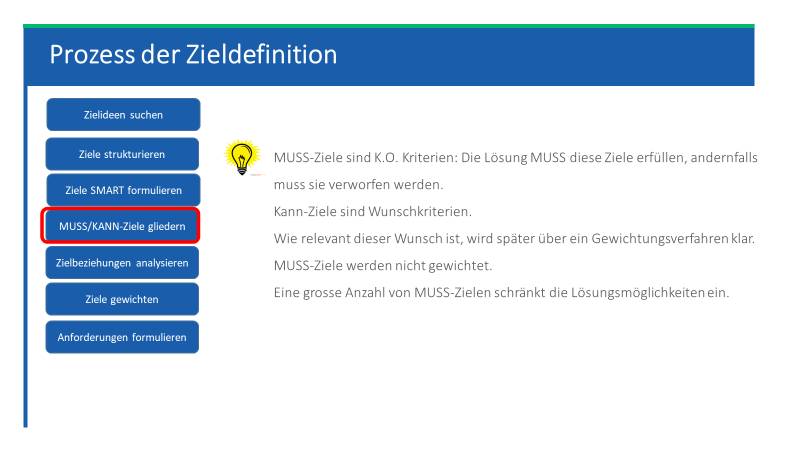 Prozess der Zieldefinition
Zielideen suchen
Ziele strukturieren
Ziele SMART formulieren
MUSS/KANN-Ziele gliedern
Zielbeziehungen analysieren
Ziele gewichten
Anforderungen formulieren
MUSS-Ziele sind K.O. Kriterien: Die Lösung MUSS diese Ziele erfüllen, andernfalls
muss sie verworfen werden.
Kann-Ziele sind Wunschkriterien.
Wie relevant dieser Wunsch ist, wird später über ein Gewichtungsverfahren klar.
MUSS-Ziele werden nicht gewichtet.
Eine grosse Anzahl von MUSS-Zielen schränkt die Lösungsmöglichkeiten ein.